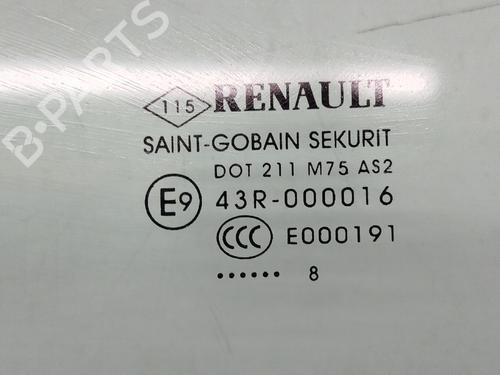 B-PARTS
115 RENAULT
SAINT-GOBAIN SEKURIT
DOT 211 M75 AS2
E9 43R-000016
CCC E000191
...... 8